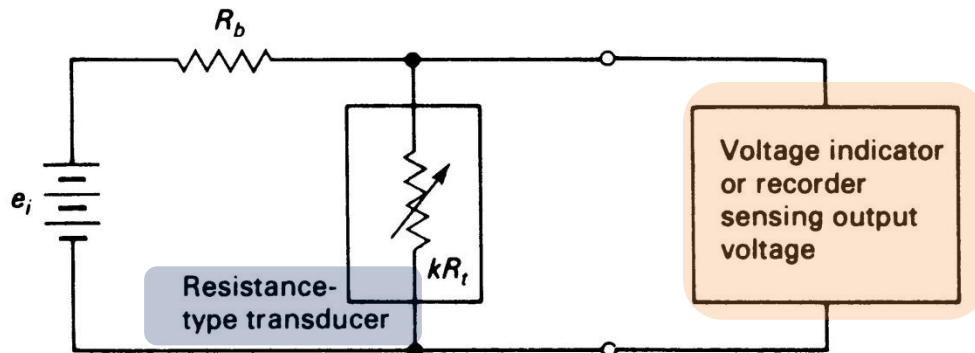 R_b
e_i
kR_t
Resistance-
type transducer
Voltage indicator
or recorder
sensing output
voltage